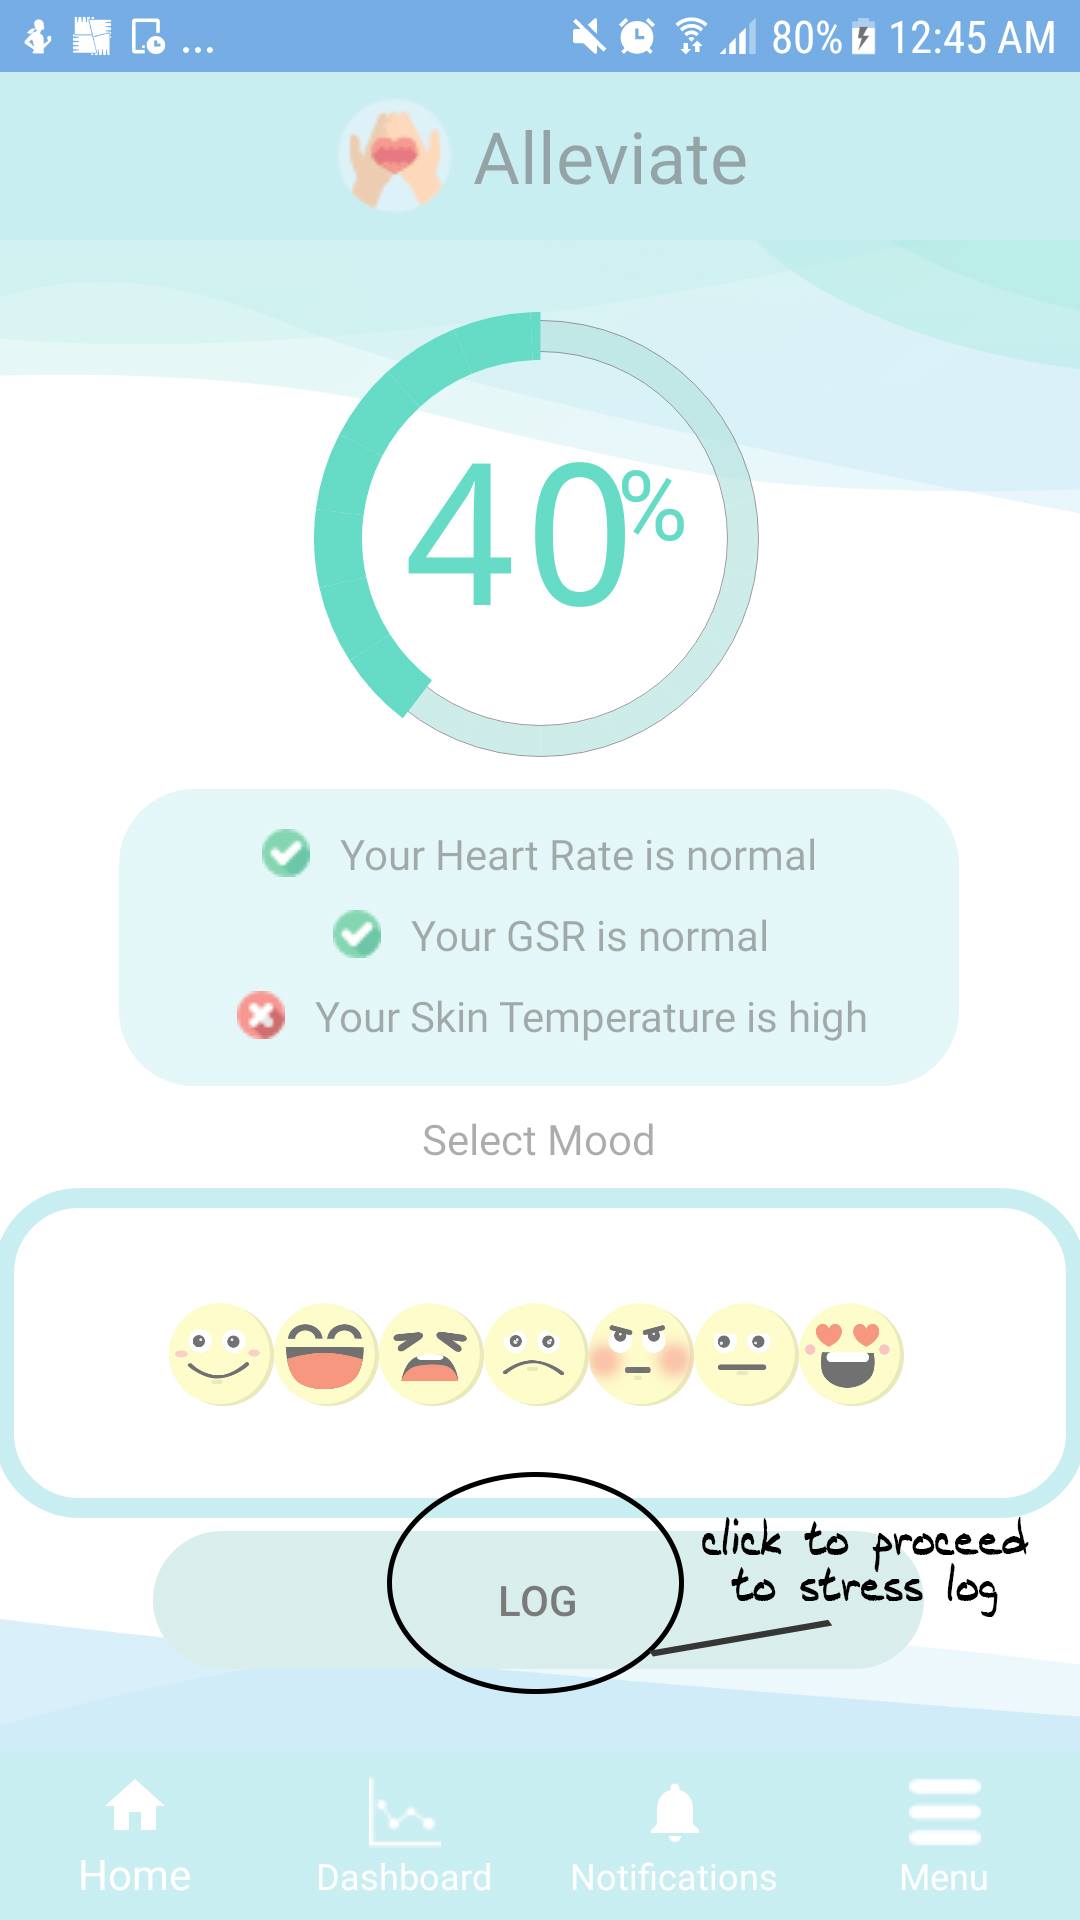 ... 80% 12:45 AM
Alleviate
40%
Your Heart Rate is normal
Your GSR is normal
Your Skin Temperature is high
Select Mood
click to proceed
to stress log
LOG
Home Dashboard Notifications Menu